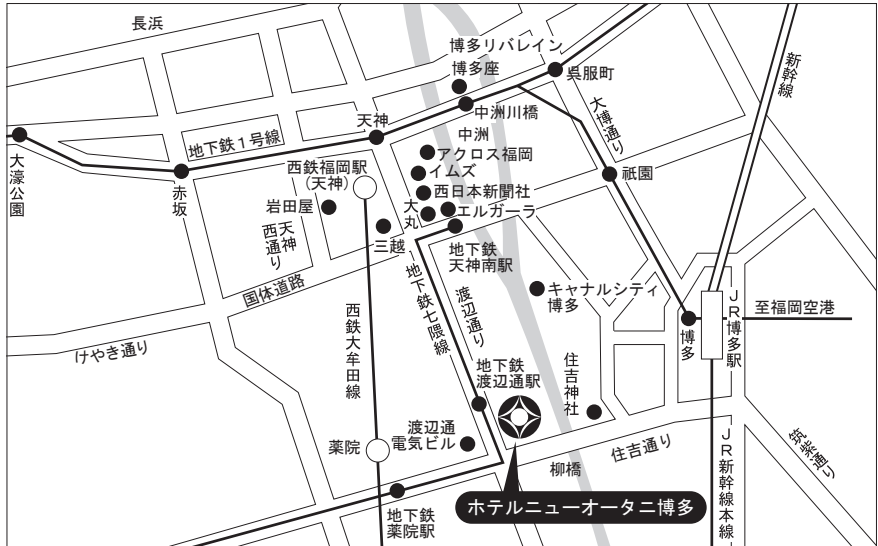 長浜
博多リバレイン
博多座
呉服町
新幹線
中洲川橋
大博通り
天神
中洲
地下鉄1号線
大濠公園
赤坂
西鉄福岡駅
(天神)
アクロス福岡
イムズ
西日本新聞社
エルガーラ
大丸
祇園
岩田屋
三越
天神
西通り
地下鉄
天神南駅
国体道路
地下鉄七隈線
渡辺通り
キャナルシティ
博多
JR博多駅
至福岡空港
博多
けやき通り
西鉄大牟田線
地下鉄
渡辺通駅
住吉神社
渡辺通
電気ビル
薬院
住吉通り
柳橋
筑紫通り
JR新幹線本線
地下鉄
薬院駅
ホテルニューオータニ博多